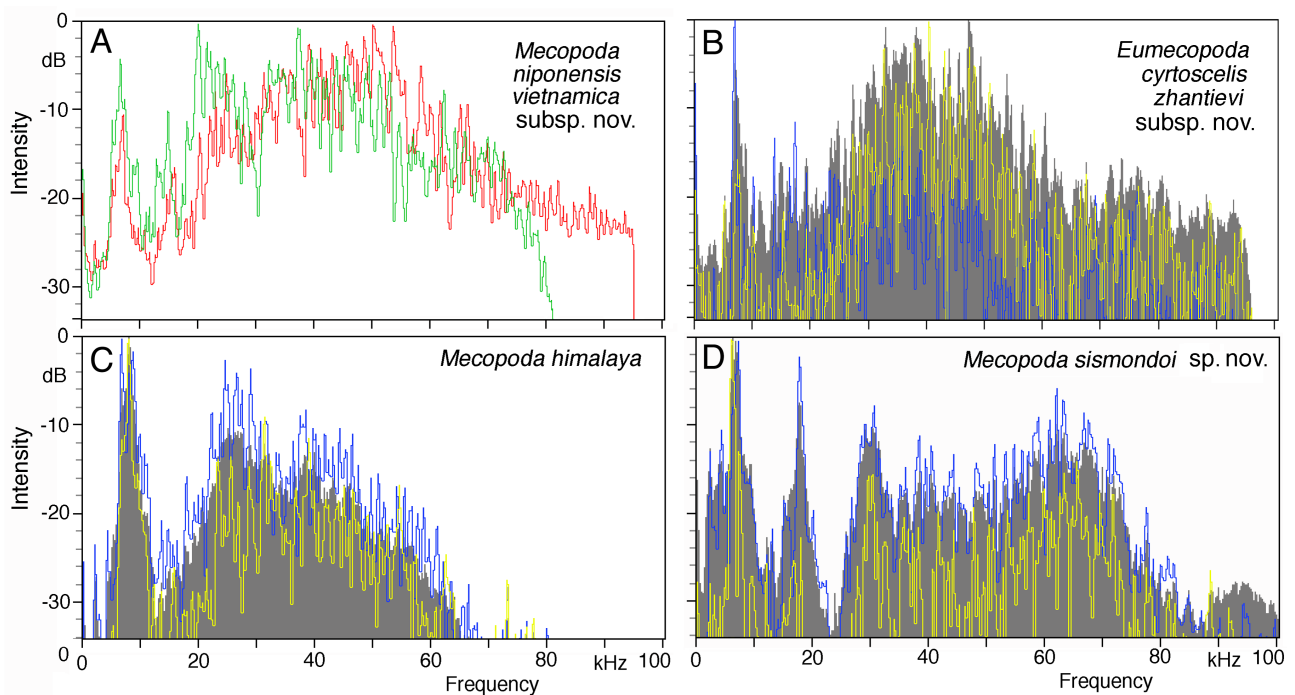 A
0
dB
-10
-20
-30
Intensity
Mecopoda
niponensis
vietnamica
subsp. nov.
B
Eumecopoda
cyrtoscelis
zhantievi
subsp. nov.
C
0
dB
-10
-20
-30
0
Intensity
Mecopoda himalaya
D
Mecopoda sismondoi sp. nov.
0 20 40 60 80 kHz 100
Frequency
0 20 40 60 80 kHz 100
Frequency